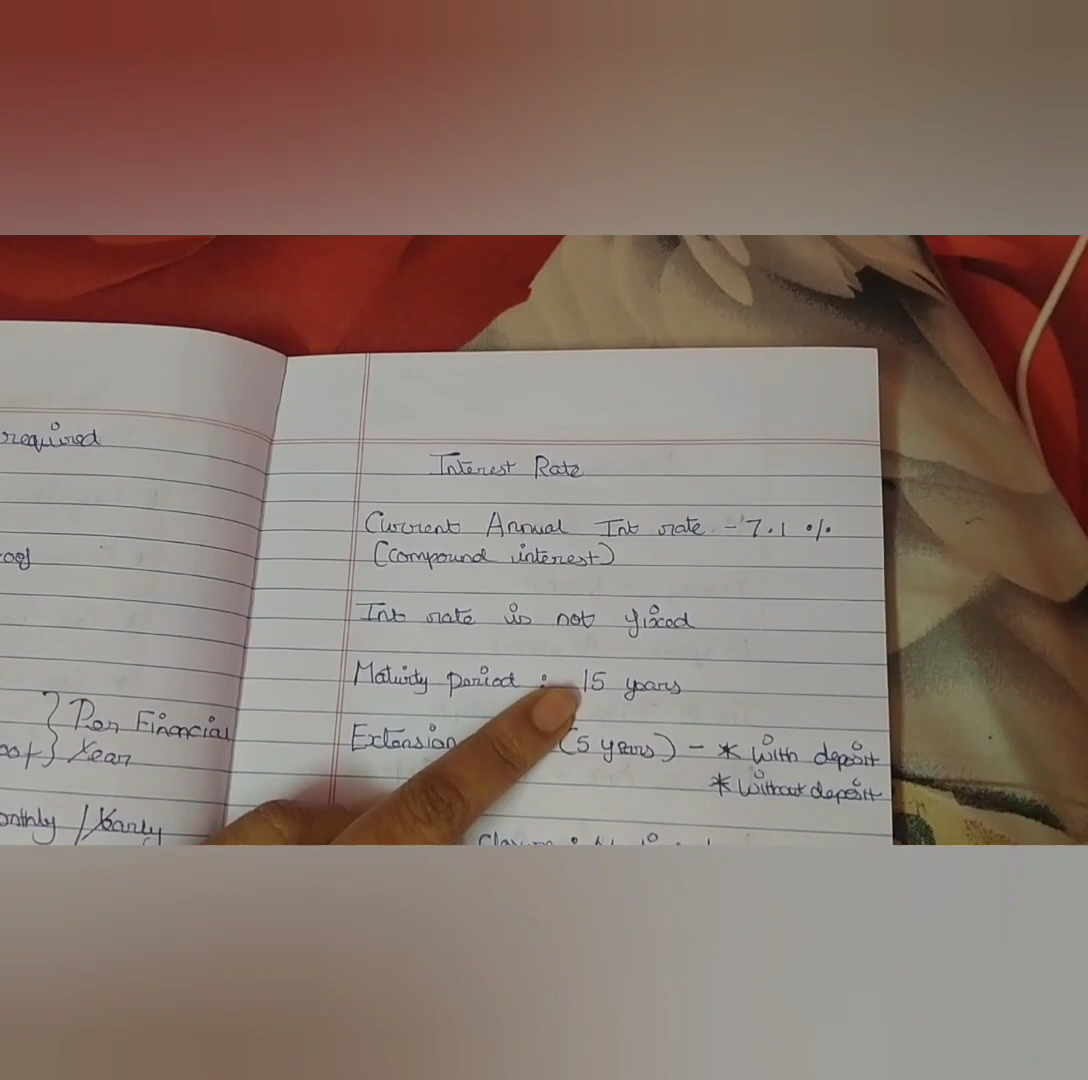 required
} Per Financial
} Year
/ Yearly
Interest Rate
Current Annual Int rate - 7.1 %
(compound interest)
Int rate is not fixed
Maturity period : 15 years
Extension (5 years) - * With deposit
* Without deposit